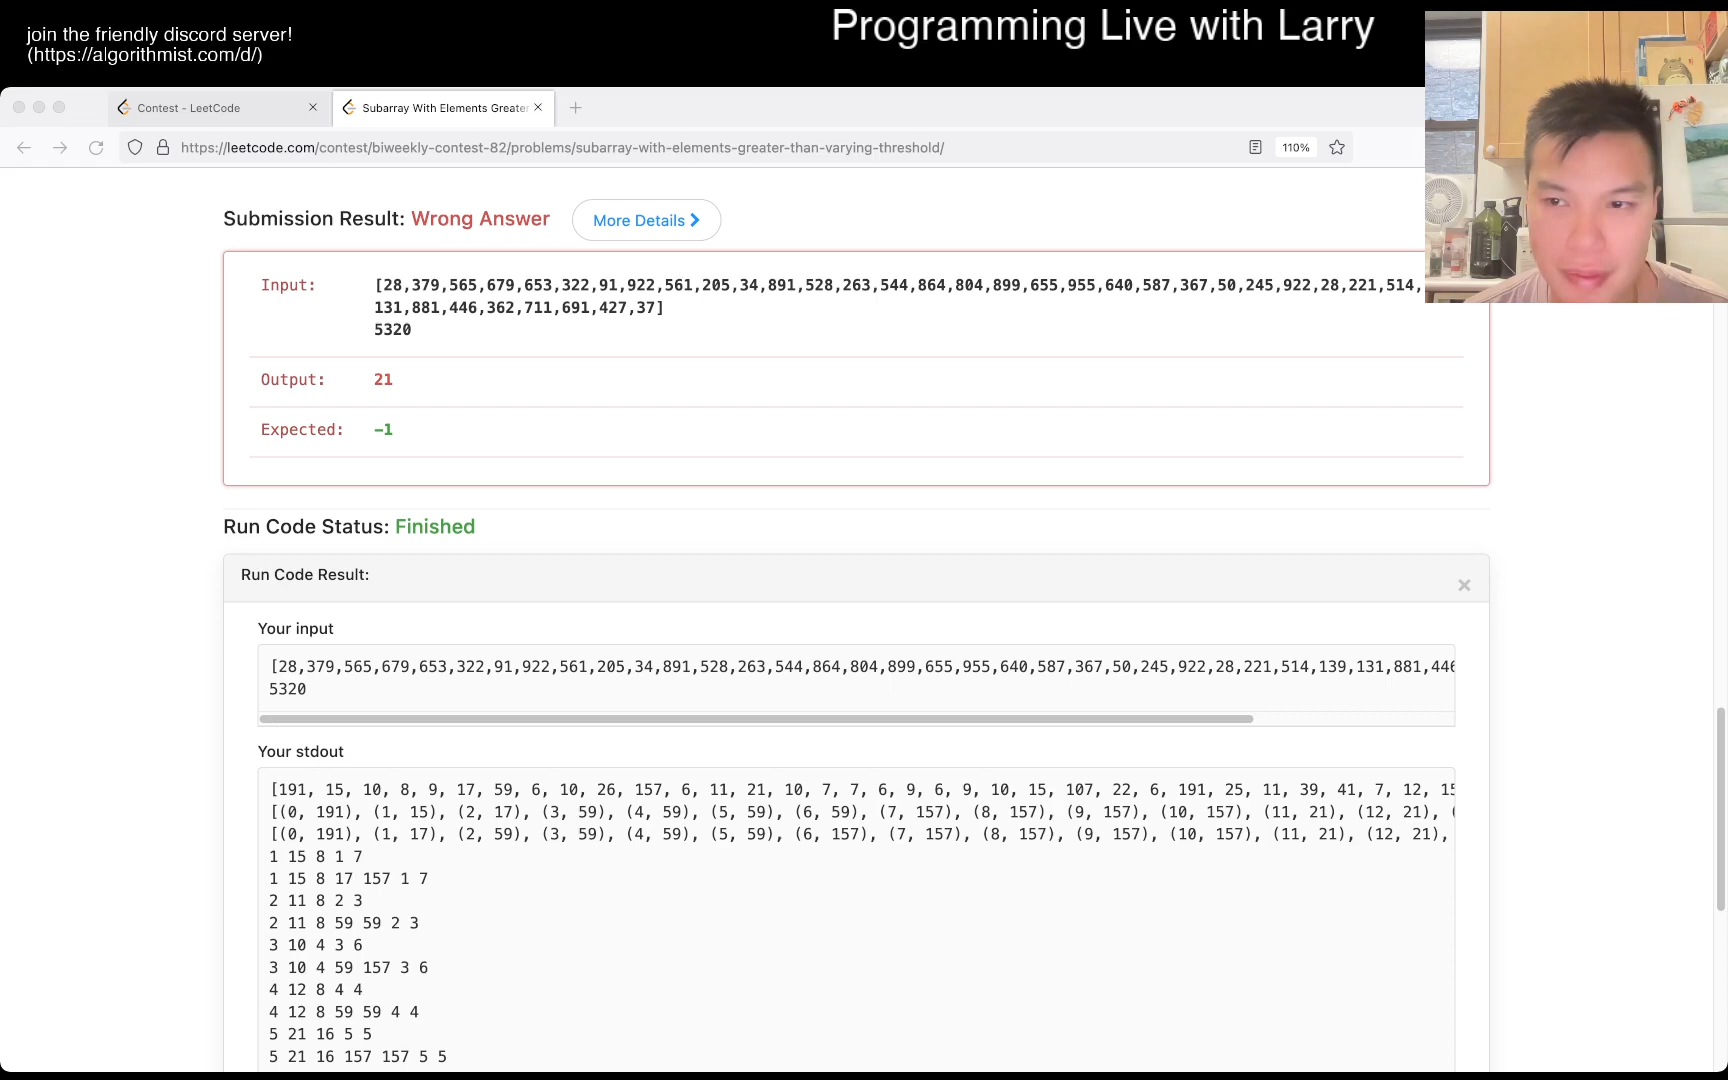 join the friendly discord server!
(https://algorithmist.com/d/)
Programming Live with Larry
Contest - LeetCode
Subarray With Elements Greater
https://leetcode.com/contest/biweekly-contest-82/problems/subarray-with-elements-greater-than-varying-threshold/
110%
Submission Result: Wrong Answer
More Details
Input:
[28,379,565,679,653,322,91,922,561,205,34,891,528,263,544,864,804,899,655,955,640,587,367,50,245,922,28,221,514,
131,881,446,362,711,691,427,37]
5320
Output:
21
Expected:
-1
Run Code Status: Finished
Run Code Result:
Your input
[28,379,565,679,653,322,91,922,561,205,34,891,528,263,544,864,804,899,655,955,640,587,367,50,245,922,28,221,514,139,131,881,446
5320
Your stdout
[191, 15, 10, 8, 9, 17, 59, 6, 10, 26, 157, 6, 11, 21, 10, 7, 7, 6, 9, 6, 9, 10, 15, 107, 22, 6, 191, 25, 11, 39, 41, 7, 12, 15
[(0, 191), (1, 15), (2, 17), (3, 59), (4, 59), (5, 59), (6, 59), (7, 157), (8, 157), (9, 157), (10, 157), (11, 21), (12, 21), (
[(0, 191), (1, 17), (2, 59), (3, 59), (4, 59), (5, 59), (6, 157), (7, 157), (8, 157), (9, 157), (10, 157), (11, 21), (12, 21),
1 15 8 1 7
1 15 8 17 157 1 7
2 11 8 2 3
2 11 8 59 59 2 3
3 10 4 3 6
3 10 4 59 157 3 6
4 12 8 4 4
4 12 8 59 59 4 4
5 21 16 5 5
5 21 16 157 157 5 5